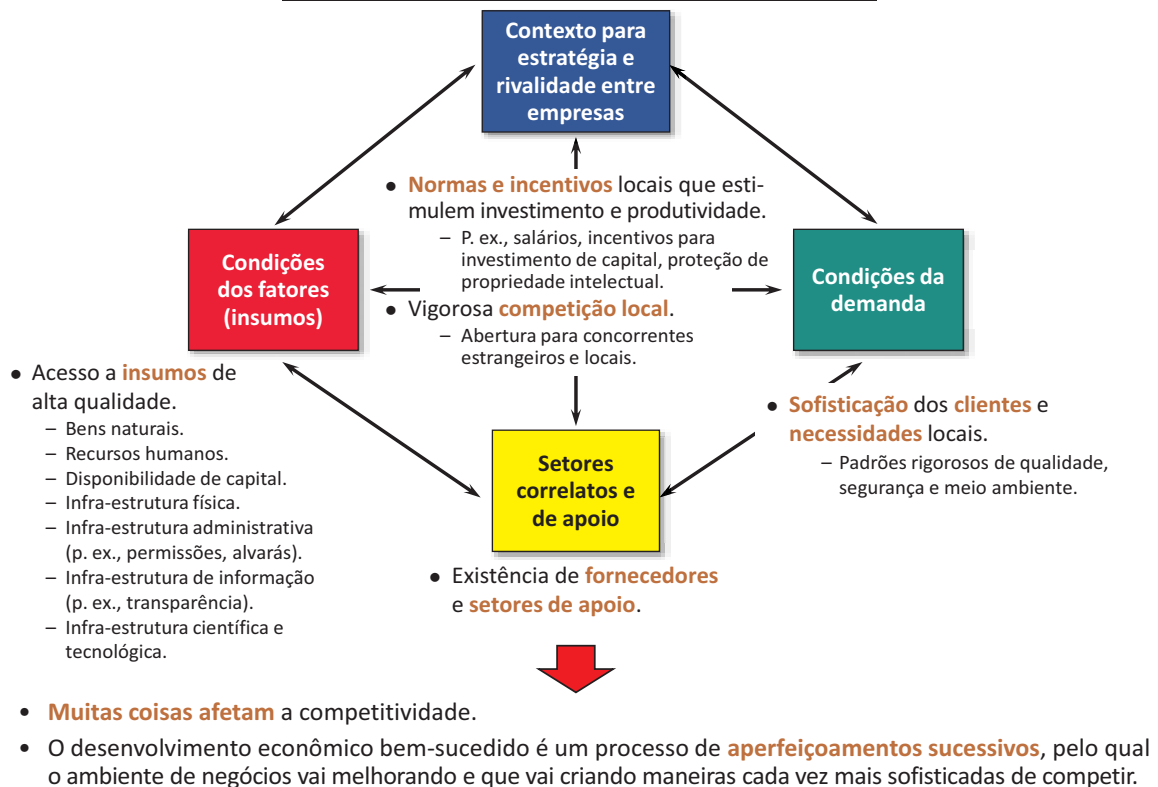 Contexto para
estratégia e
rivalidade entre
empresas
● Normas e incentivos locais que esti-
mulem investimento e produtividade.
– P. ex., salários, incentivos para
investimento de capital, proteção de
propriedade intelectual.
● Vigorosa competição local.
– Abertura para concorrentes
estrangeiros e locais.
Condições
dos fatores
(insumos)
● Acesso a insumos de
alta qualidade.
– Bens naturais.
– Recursos humanos.
– Disponibilidade de capital.
– Infra-estrutura física.
– Infra-estrutura administrativa
(p. ex., permissões, alvarás).
– Infra-estrutura de informação
(p. ex., transparência).
– Infra-estrutura científica e
tecnológica.
Condições da
demanda
● Sofisticação dos clientes e
necessidades locais.
– Padrões rigorosos de qualidade,
segurança e meio ambiente.
Setores
correlatos e
de apoio
● Existência de fornecedores
e setores de apoio.
• Muitas coisas afetam a competitividade.
• O desenvolvimento econômico bem-sucedido é um processo de aperfeiçoamentos sucessivos, pelo qual
o ambiente de negócios vai melhorando e que vai criando maneiras cada vez mais sofisticadas de competir.